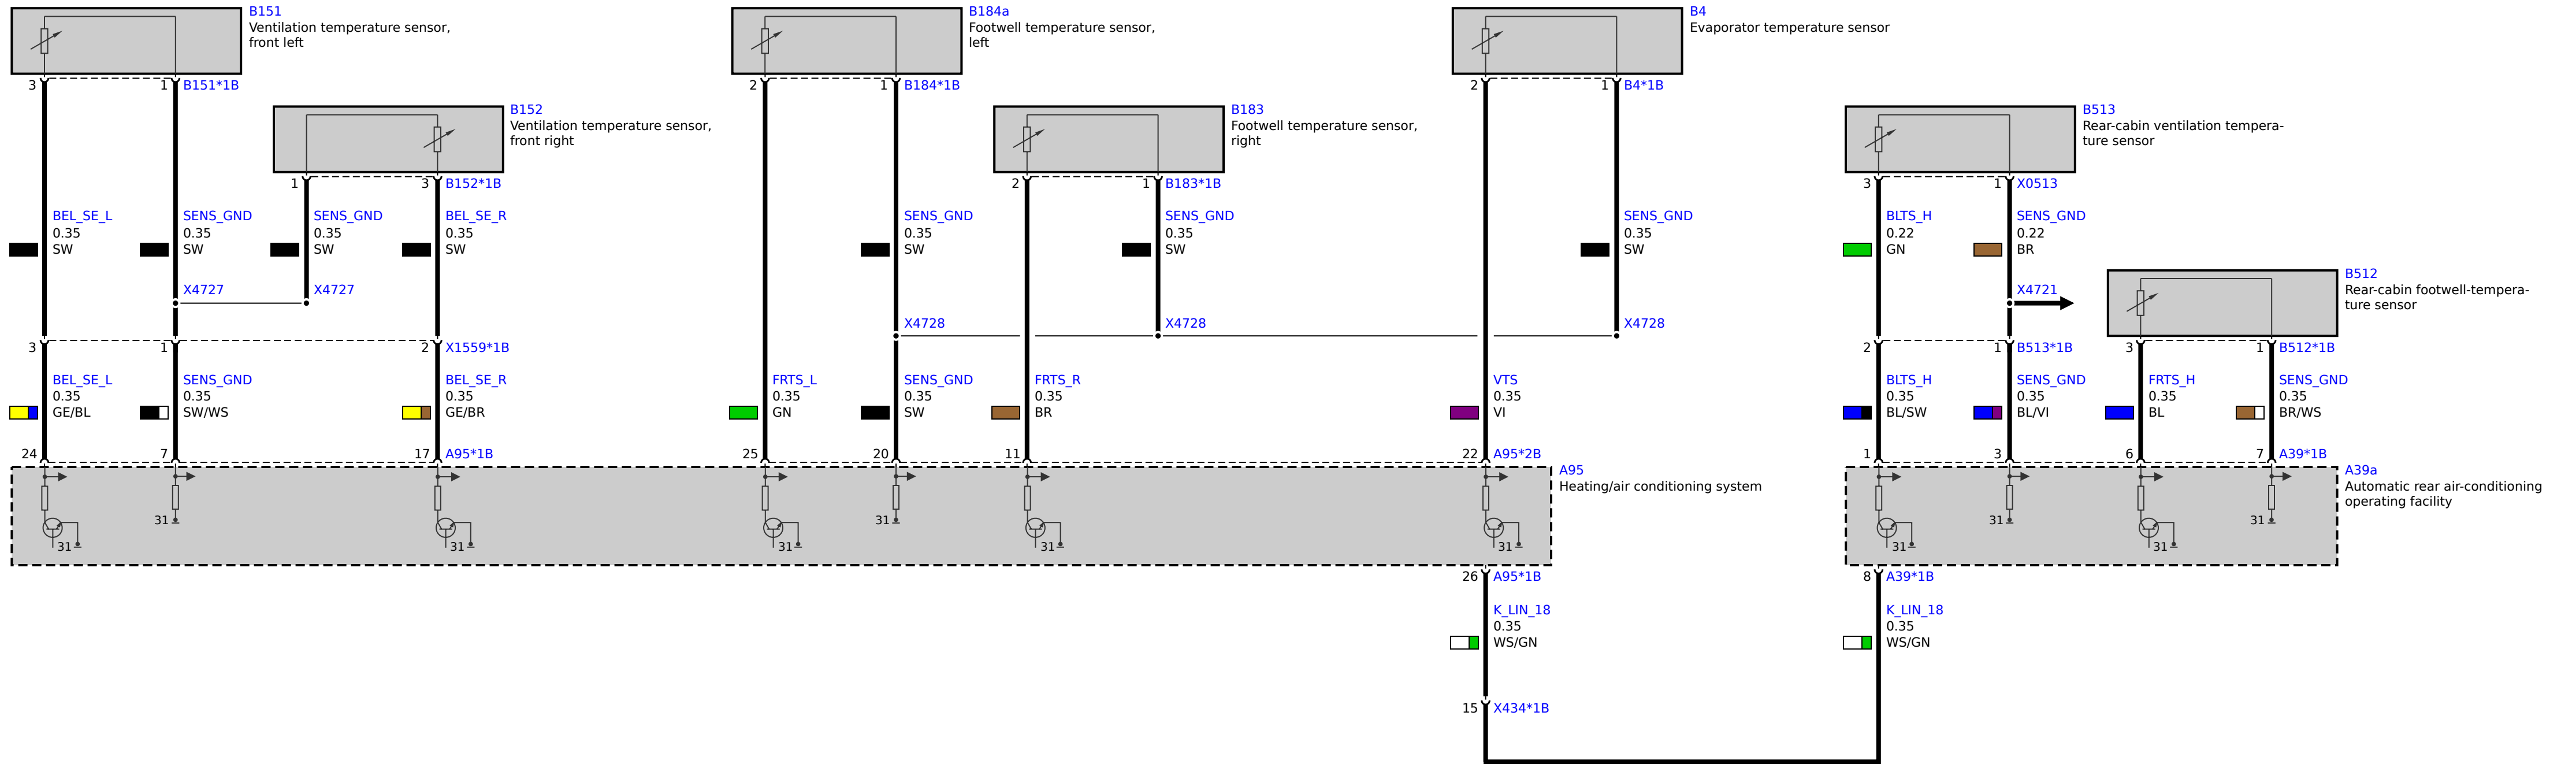 B151
Ventilation temperature sensor,
front left
B184a
Footwell temperature sensor,
left
B4
Evaporator temperature sensor
3 1 B151*1B
2 1 B184*1B
2 1 B4*1B
B152
Ventilation temperature sensor,
front right
B183
Footwell temperature sensor,
right
B513
Rear-cabin ventilation tempera-
ture sensor
1 3 B152*1B
2 1 B183*1B
3 1 X0513
BEL_SE_L SENS_GND SENS_GND BEL_SE_R SENS_GND SENS_GND SENS_GND BLTS_H SENS_GND
0.35 0.35 0.35 0.35 0.35 0.35 0.35 0.22 0.22
SW SW SW SW SW SW SW GN BR
B512
Rear-cabin footwell-tempera-
ture sensor
X4727 X4727 X4721
X4728 X4728 X4728
3 1 2 X1559*1B
2 1 B513*1B
3 1 B512*1B
BEL_SE_L SENS_GND BEL_SE_R FRTS_L SENS_GND FRTS_R VTS BLTS_H SENS_GND FRTS_H SENS_GND
0.35 0.35 0.35 0.35 0.35 0.35 0.35 0.35 0.35 0.35 0.35
GE/BL SW/WS GE/BR GN SW BR VI BL/SW BL/VI BL BR/WS
24 7 17 A95*1B
25 20 11 22 A95*2B
1 3 6 7 A39*1B
A95
Heating/air conditioning system
A39a
Automatic rear air-conditioning
operating facility
31 31 31 31
31 31 31 31 31 31 31
26 A95*1B
8 A39*1B
K_LIN_18 K_LIN_18
0.35 0.35
WS/GN WS/GN
15 X434*1B